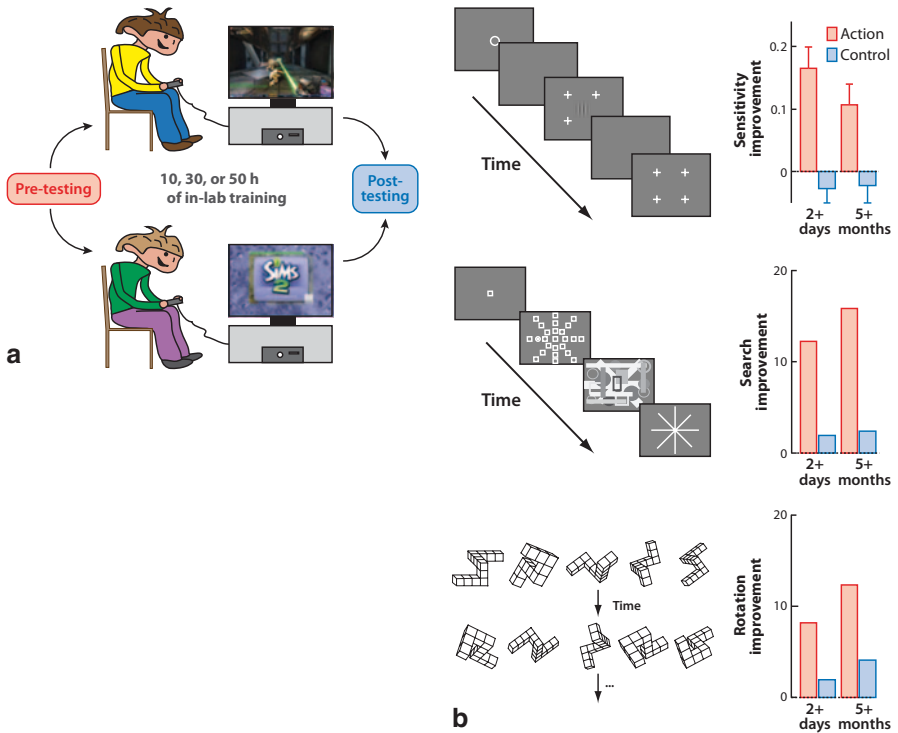 Pre-testing
10, 30, or 50 h
of in-lab training
Post-
testing
SiMS
2
a
Time
Sensitivity
improvement
0.2
0.1
0
Action
Control
2+
days
5+
months
Time
Search
improvement
20
10
0
2+
days
5+
months
Time
...
Rotation
improvement
20
10
0
2+
days
5+
months
b